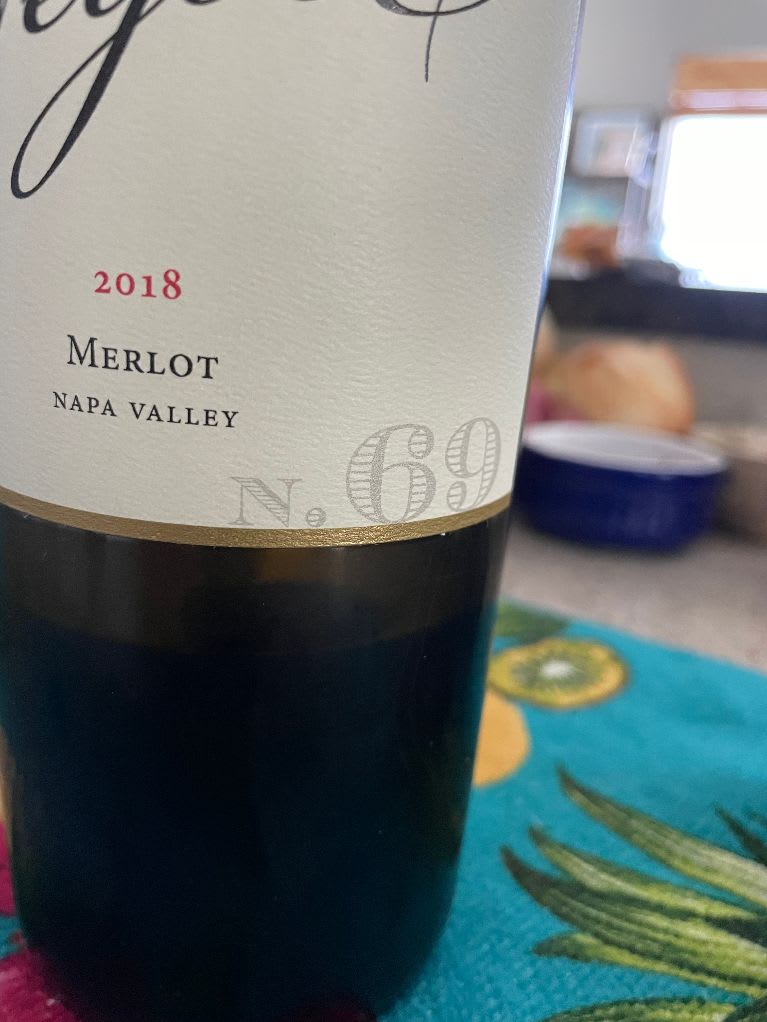 2018
MERLOT
NAPA VALLEY
N. 69